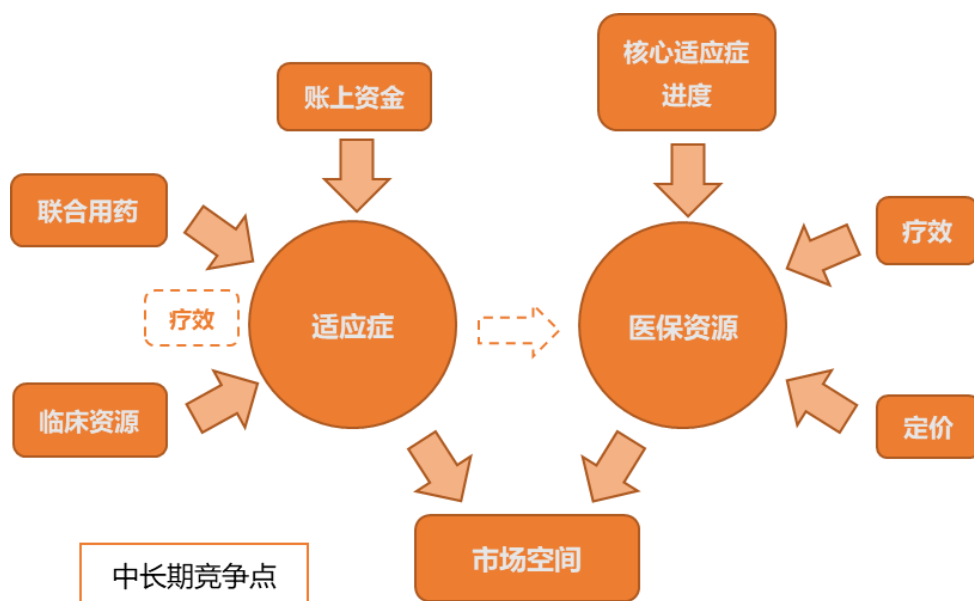 核心适应症
进度
账上资金
联合用药
疗效
疗效
适应症
医保资源
临床资源
定价
市场空间
中长期竞争点